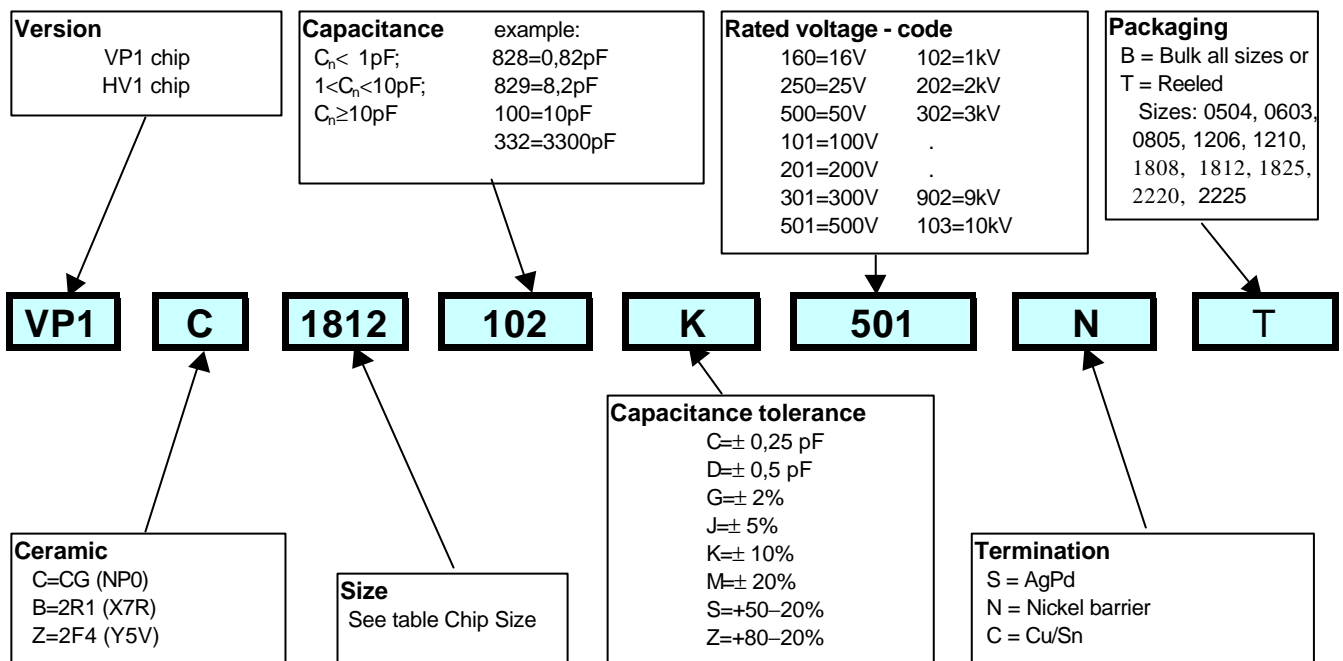 Version
VP1 chip
HV1 chip
Capacitance example:
Cn< 1pF; 828=0,82pF
1<Cn<10pF; 829=8,2pF
Cn≥10pF 100=10pF
332=3300pF
Rated voltage - code
160=16V 102=1kV
250=25V 202=2kV
500=50V 302=3kV
101=100V .
201=200V .
301=300V 902=9kV
501=500V 103=10kV
Packaging
B = Bulk all sizes or
T = Reeled
Sizes: 0504, 0603,
0805, 1206, 1210,
1808, 1812, 1825,
2220, 2225
VP1 C 1812 102 K 501 N T
Ceramic
C=CG (NP0)
B=2R1 (X7R)
Z=2F4 (Y5V)
Size
See table Chip Size
Capacitance tolerance
C=± 0,25 pF
D=± 0,5 pF
G=± 2%
J=± 5%
K=± 10%
M=± 20%
S=+50−20%
Z=+80−20%
Termination
S = AgPd
N = Nickel barrier
C = Cu/Sn